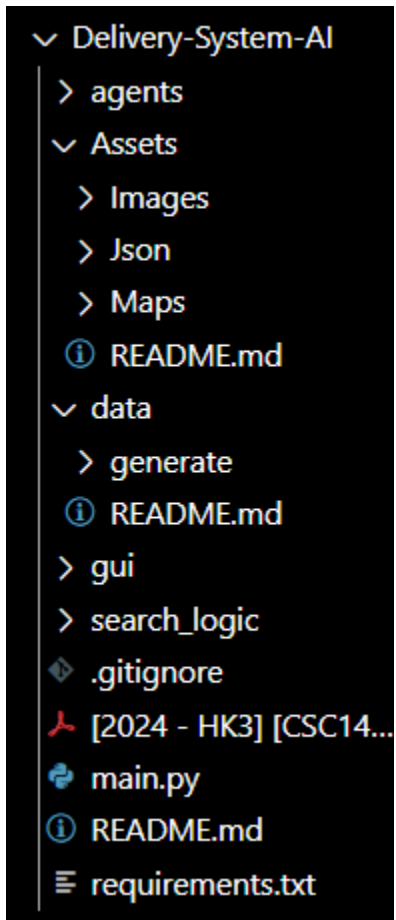 Delivery-System-AI
agents
Assets
Images
Json
Maps
README.md
data
generate
README.md
gui
search_logic
.gitignore
[2024 - HK3] [CSC14...
main.py
README.md
requirements.txt